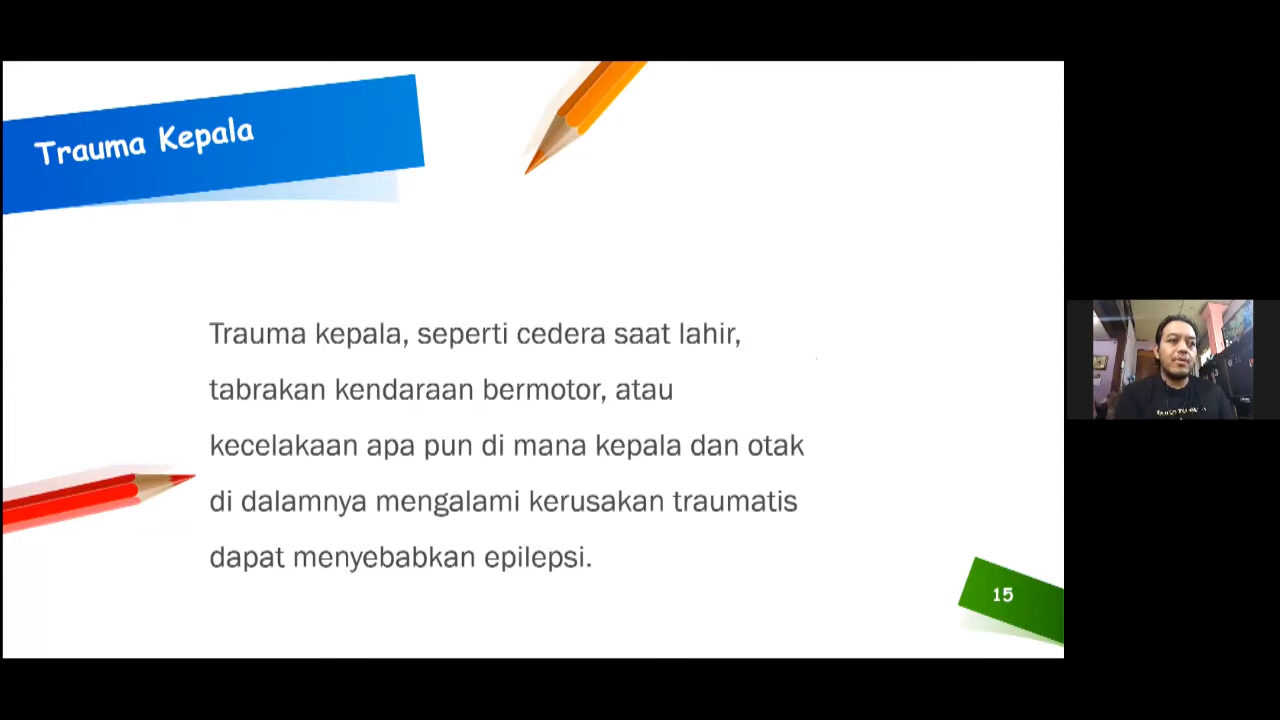 Trauma Kepala
Trauma kepala, seperti cedera saat lahir,
tabrakan kendaraan bermotor, atau
kecelakaan apa pun di mana kepala dan otak
di dalamnya mengalami kerusakan traumatis
dapat menyebabkan epilepsi.
15